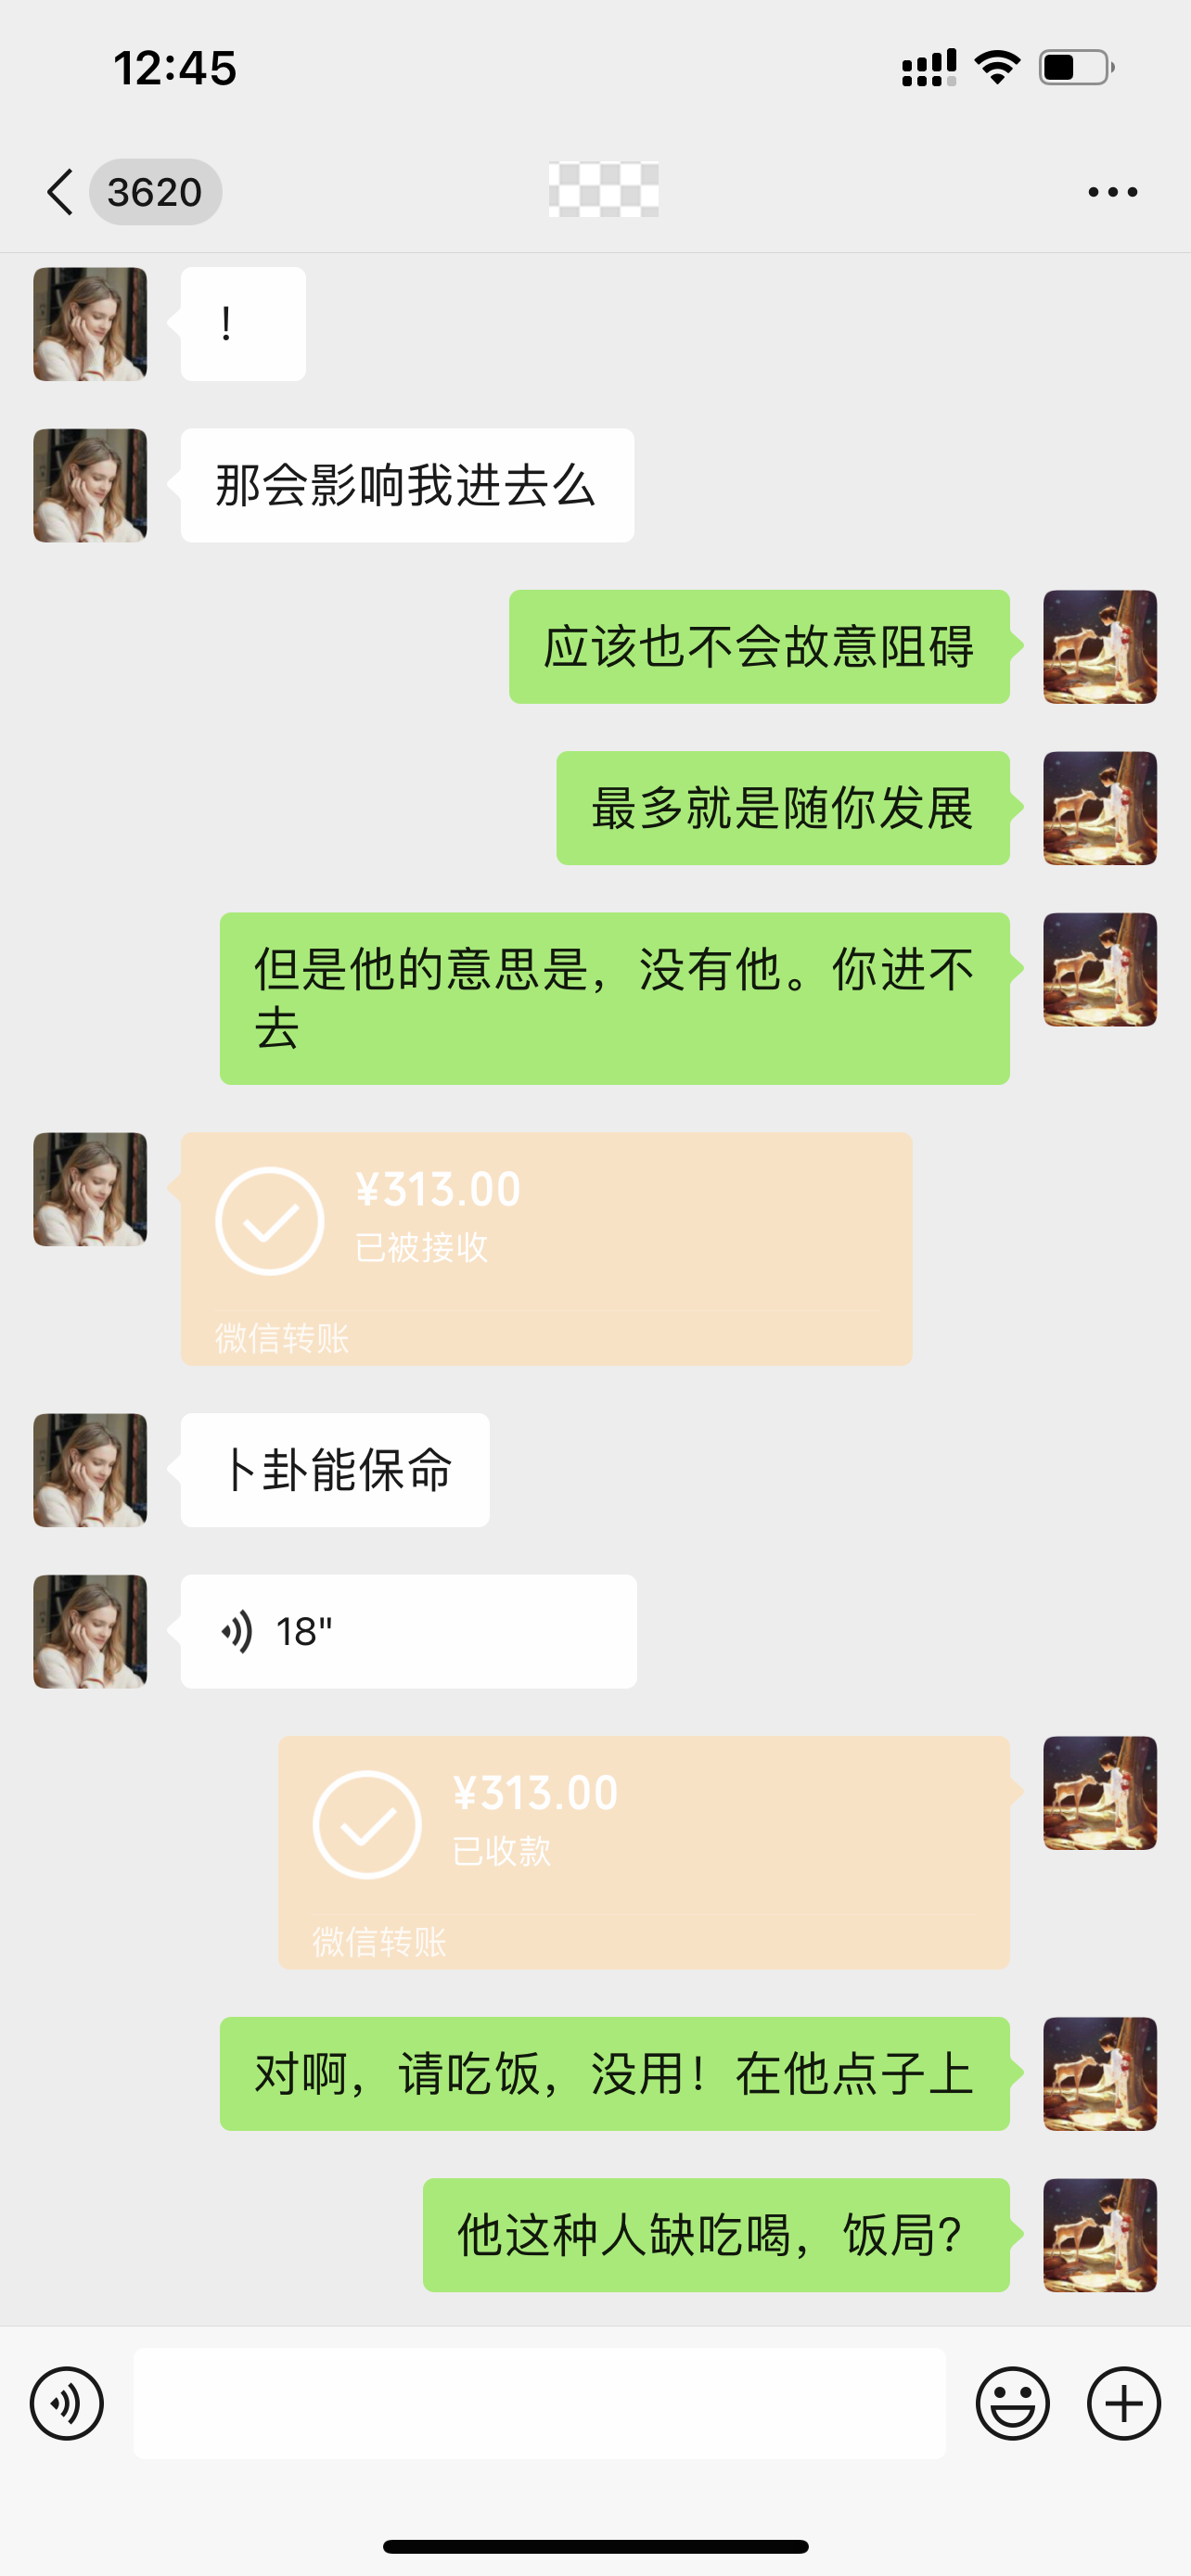 12:45
3620
！
那会影响我进去么
应该也不会故意阻碍
最多就是随你发展
但是他的意思是，没有他。你进不
去
¥313.00
已被接收
微信转账
卜卦能保命
18"
¥313.00
已收款
微信转账
对啊，请吃饭，没用！在他点子上
他这种人缺吃喝，饭局?